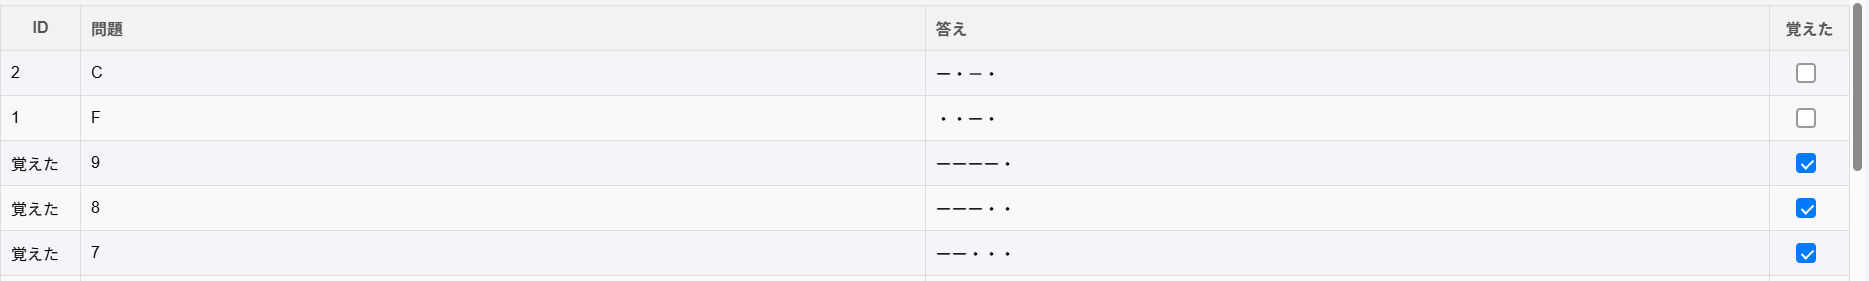 ID 問題 答え 覚えた
2 C ー・－・
1 F ・・ー・
覚えた 9 ーーーー・
覚えた 8 ーーー・・
覚えた 7 ーー・・・